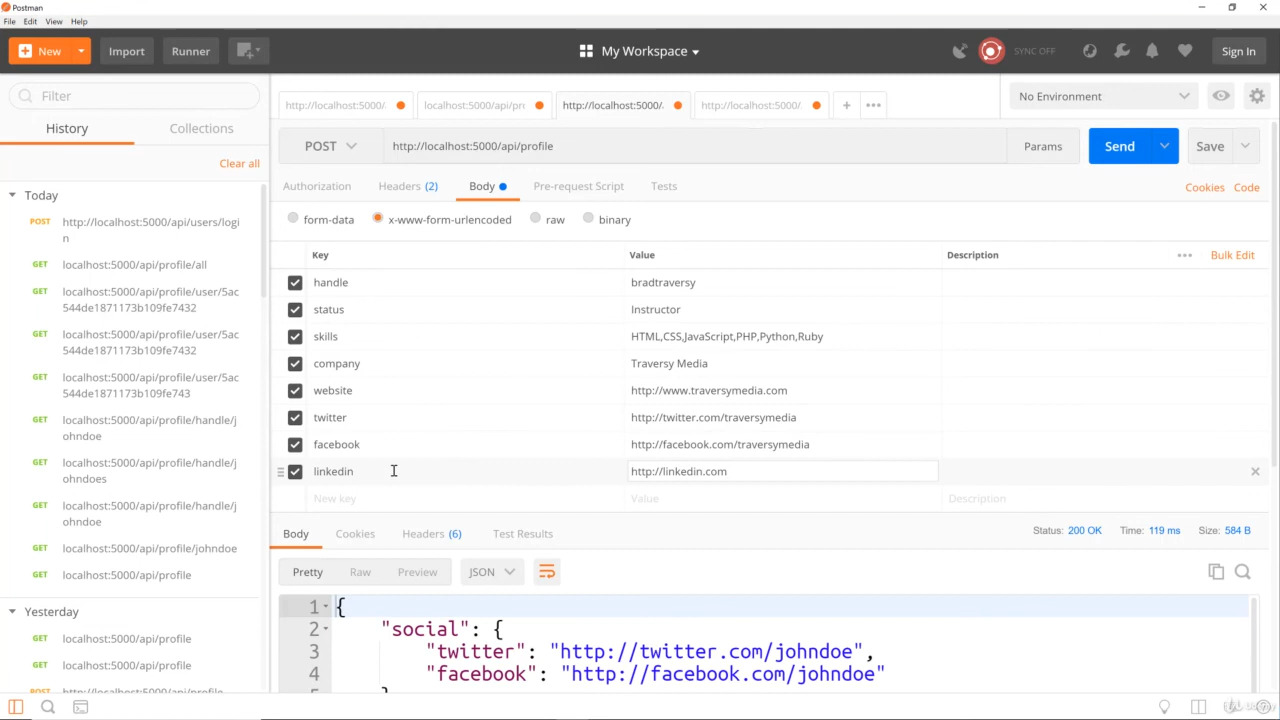 Postman
File Edit View Help
New Import Runner My Workspace SYNC OFF Sign In
Filter
History Collections
Clear all
Today
POST http://localhost:5000/api/users/logi
n
GET localhost:5000/api/profile/all
GET localhost:5000/api/profile/user/5ac
544de1871173b109fe7432
GET localhost:5000/api/profile/user/5ac
544de1871173b109fe7432
GET localhost:5000/api/profile/user/5ac
544de1871173b109fe743
GET localhost:5000/api/profile/handle/j
ohndoe
GET localhost:5000/api/profile/handle/j
ohndoes
GET localhost:5000/api/profile/handle/j
ohndoe
GET localhost:5000/api/profile/johndoe
GET localhost:5000/api/profile
Yesterday
GET localhost:5000/api/profile
GET localhost:5000/api/profile
POST http://localhost:5000/api/profile
http://localhost:5000/. localhost:5000/api/pr http://localhost:5000/. http://localhost:5000/. + ••• No Environment
POST http://localhost:5000/api/profile Params Send Save
Authorization Headers (2) Body Pre-request Script Tests Cookies Code
form-data x-www-form-urlencoded raw binary
Key Value Description ••• Bulk Edit
handle bradtraversy
status Instructor
skills HTML,CSS,JavaScript,PHP,Python,Ruby
company Traversy Media
website http://www.traversymedia.com
twitter http://twitter.com/traversymedia
facebook http://facebook.com/traversymedia
linkedin http://linkedin.com
New key Value Description
Body Cookies Headers (6) Test Results Status: 200 OK Time: 119 ms Size: 584 B
Pretty Raw Preview JSON
1 {
2 "social": {
3 "twitter": "http://twitter.com/johndoe",
4 "facebook": "http://facebook.com/johndoe"